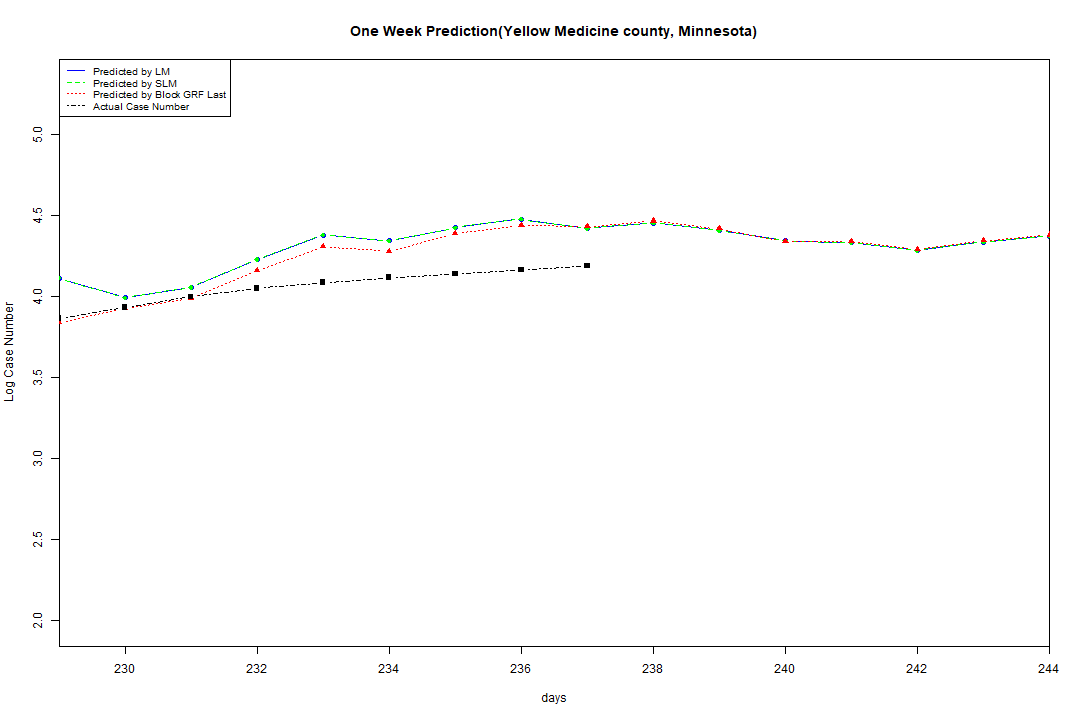 One Week Prediction(Yellow Medicine county, Minnesota)
Predicted by LM
Predicted by SLM
Predicted by Block GRF Last
Actual Case Number
Log Case Number
5.0
4.5
4.0
3.5
3.0
2.5
2.0
230 232 234 236 238 240 242 244
days